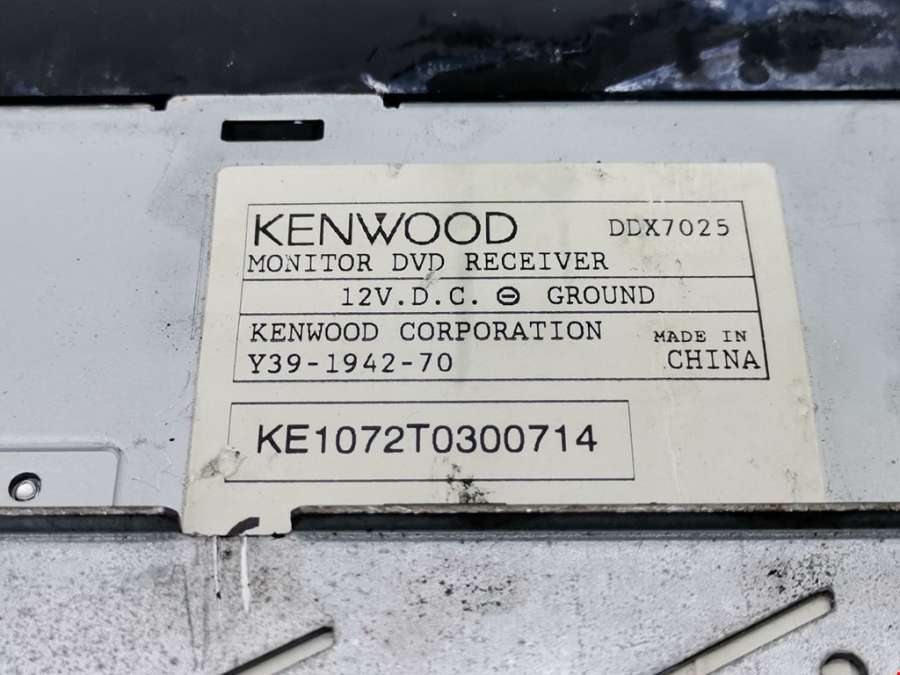 KENWOOD DDX7025
MONITOR DVD RECEIVER
12V.D.C. ⊖ GROUND
KENWOOD CORPORATION MADE IN
Y39-1942-70 CHINA
KE1072T0300714